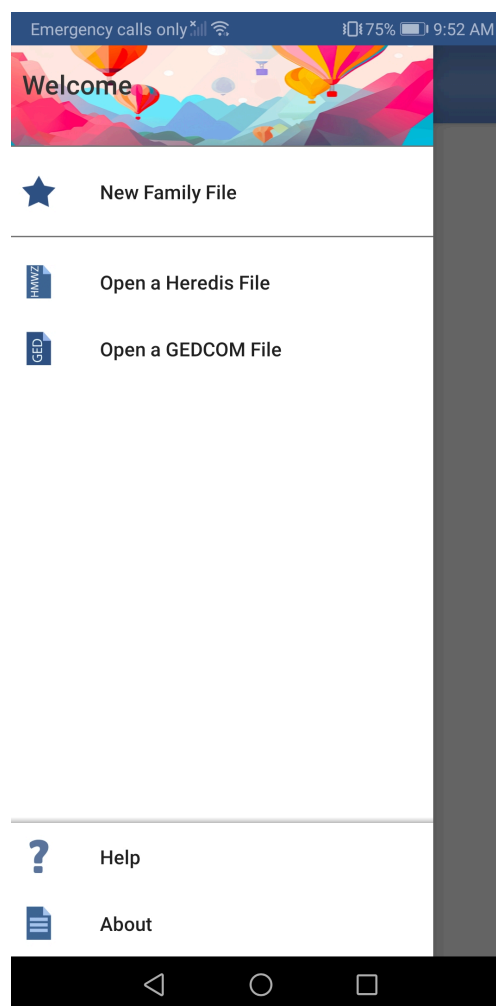 Emergency calls only 75% 9:52 AM
Welcome
New Family File
HMWZ
Open a Heredis File
GED
Open a GEDCOM File
Help
About